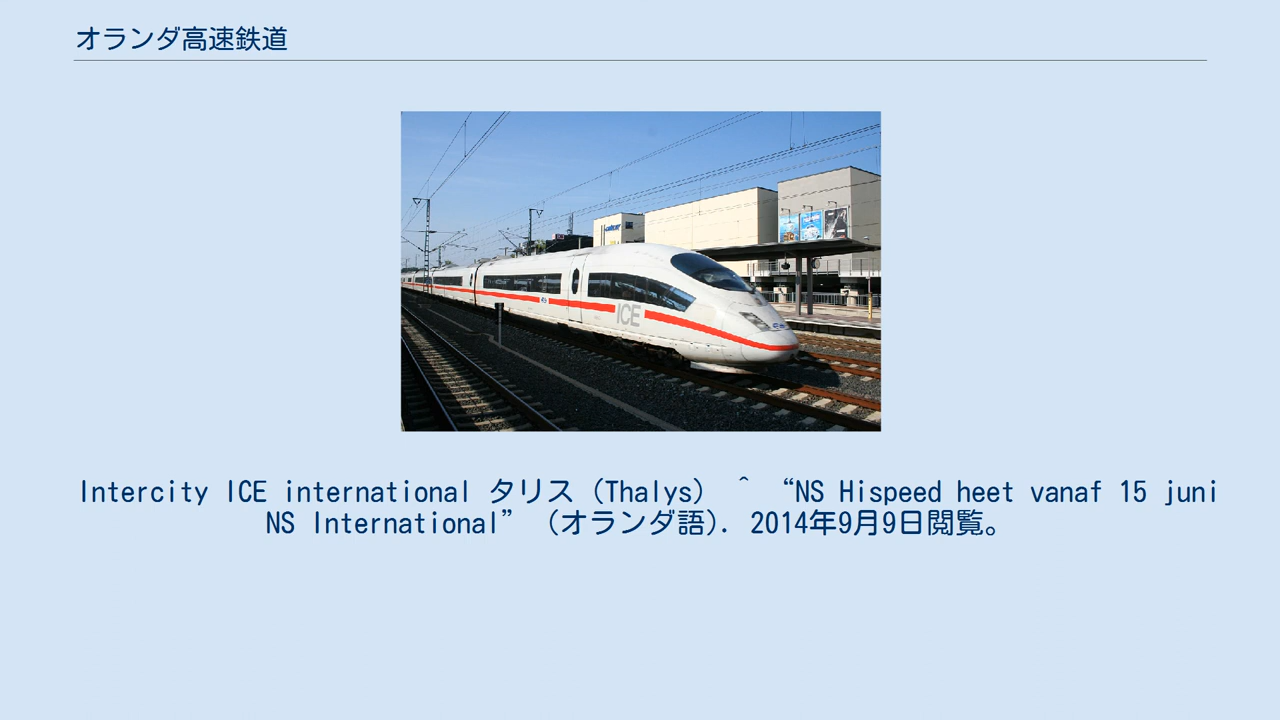 オランダ高速鉄道
ICE
Intercity ICE international タリス（Thalys） ^ “NS Hispeed heet vanaf 15 juni
NS International” （オランダ語）. 2014年9月9日閲覧。